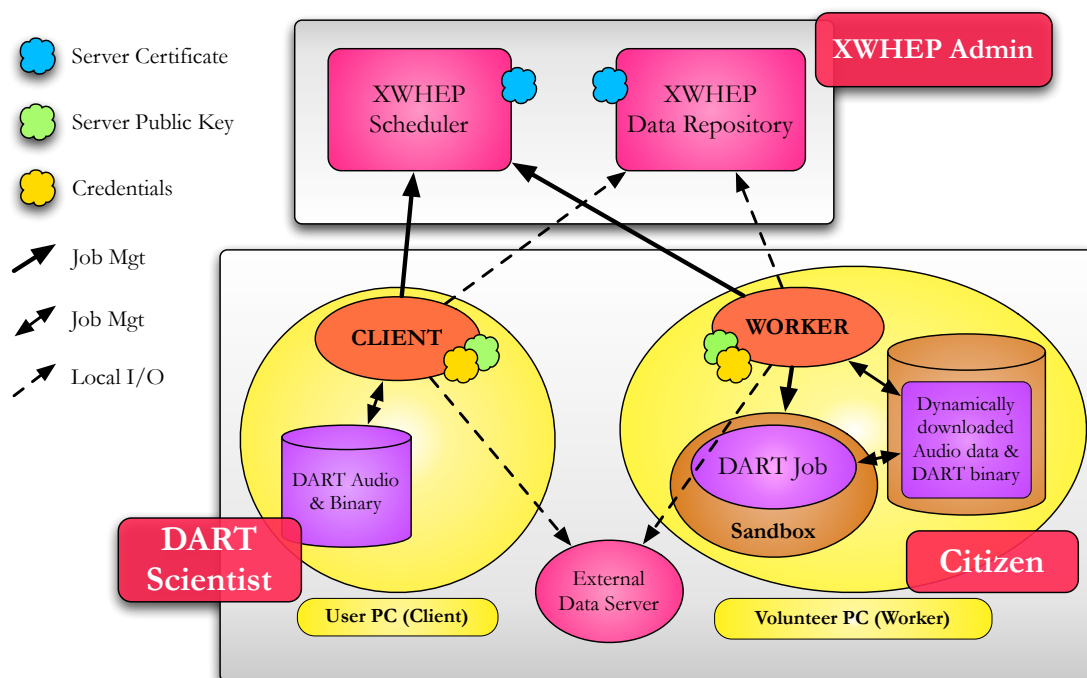 Server Certificate
Server Public Key
Credentials
Job Mgt
Job Mgt
Local I/O
XWHEP Admin
XWHEP
Scheduler
XWHEP
Data Repository
CLIENT
WORKER
DART Audio
& Binary
DART Job
Sandbox
Dynamically
downloaded
Audio data &
DART binary
DART
Scientist
Citizen
External
Data Server
User PC (Client)
Volunteer PC (Worker)